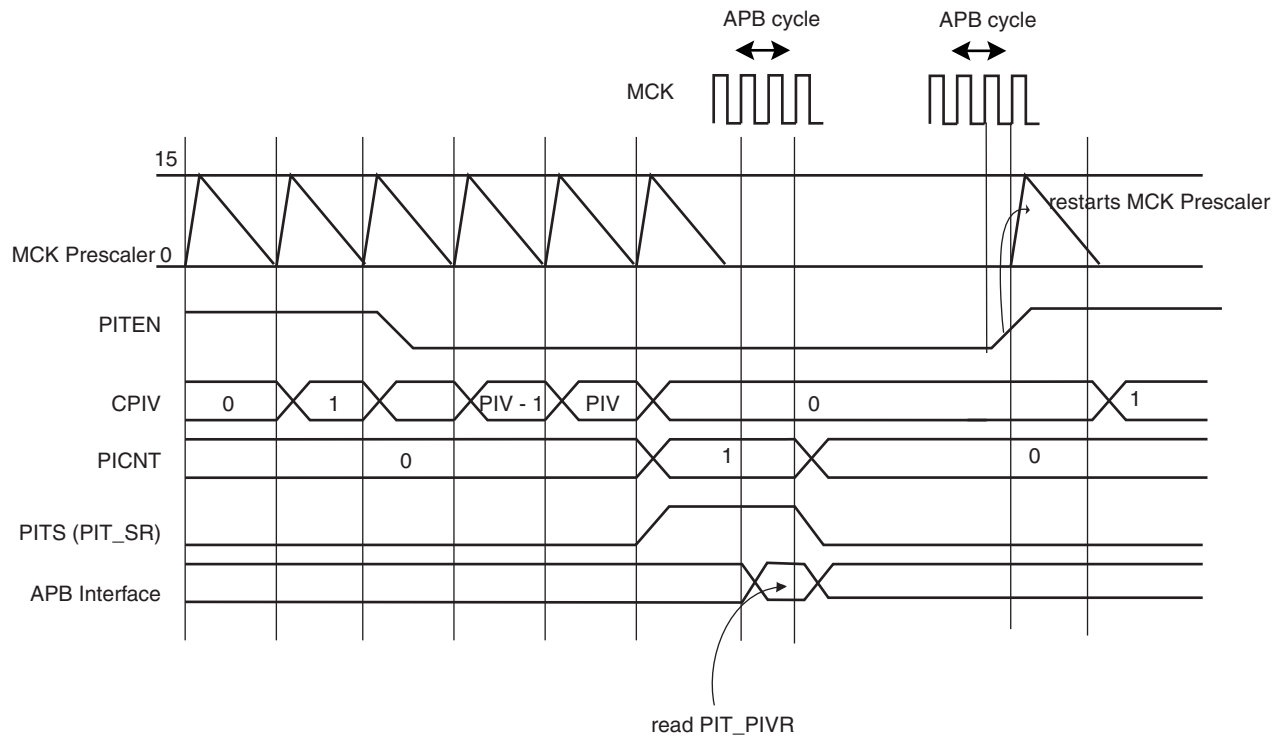 APB cycle
APB cycle
MCK
15
restarts MCK Prescaler
MCK Prescaler 0
PITEN
CPIV 0 1 PIV - 1 PIV 0 1
PICNT 0 1 0
PITS (PIT_SR)
APB Interface
read PIT_PIVR